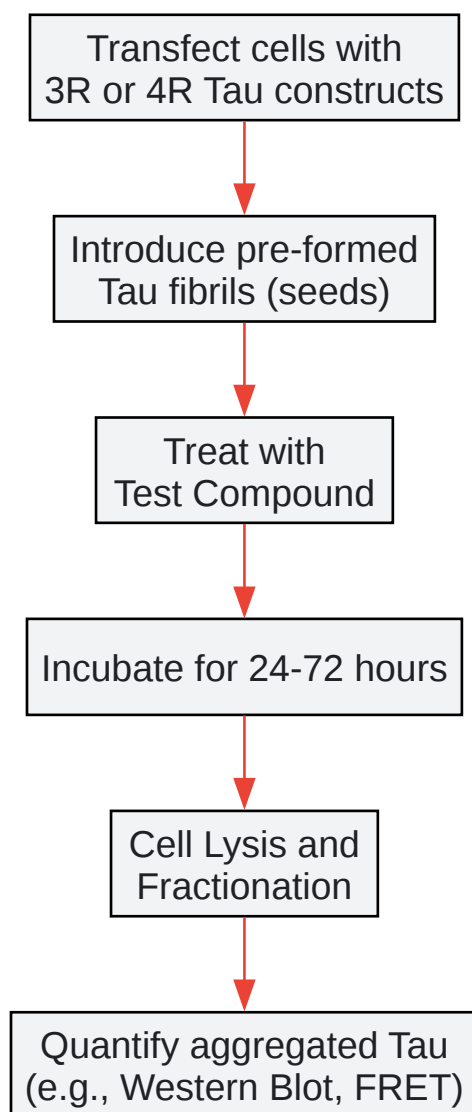 Transfect cells with
3R or 4R Tau constructs
Introduce pre-formed
Tau fibrils (seeds)
Treat with
Test Compound
Incubate for 24-72 hours
Cell Lysis and
Fractionation
Quantify aggregated Tau
(e.g., Western Blot, FRET)